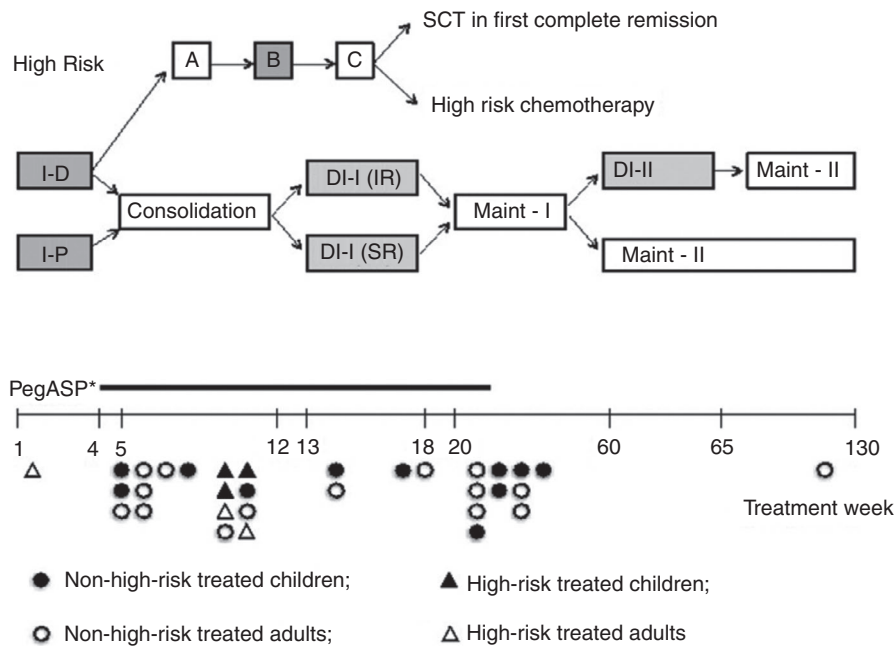 SCT in first complete remission
High Risk
A
B
C
High risk chemotherapy
I-D
DI-I (IR)
DI-II
Maint - II
Consolidation
Maint - I
I-P
DI-I (SR)
Maint - II
PegASP*
1 4 5 12 13 18 20 60 65 130
Treatment week
Non-high-risk treated children;
High-risk treated children;
Non-high-risk treated adults;
High-risk treated adults